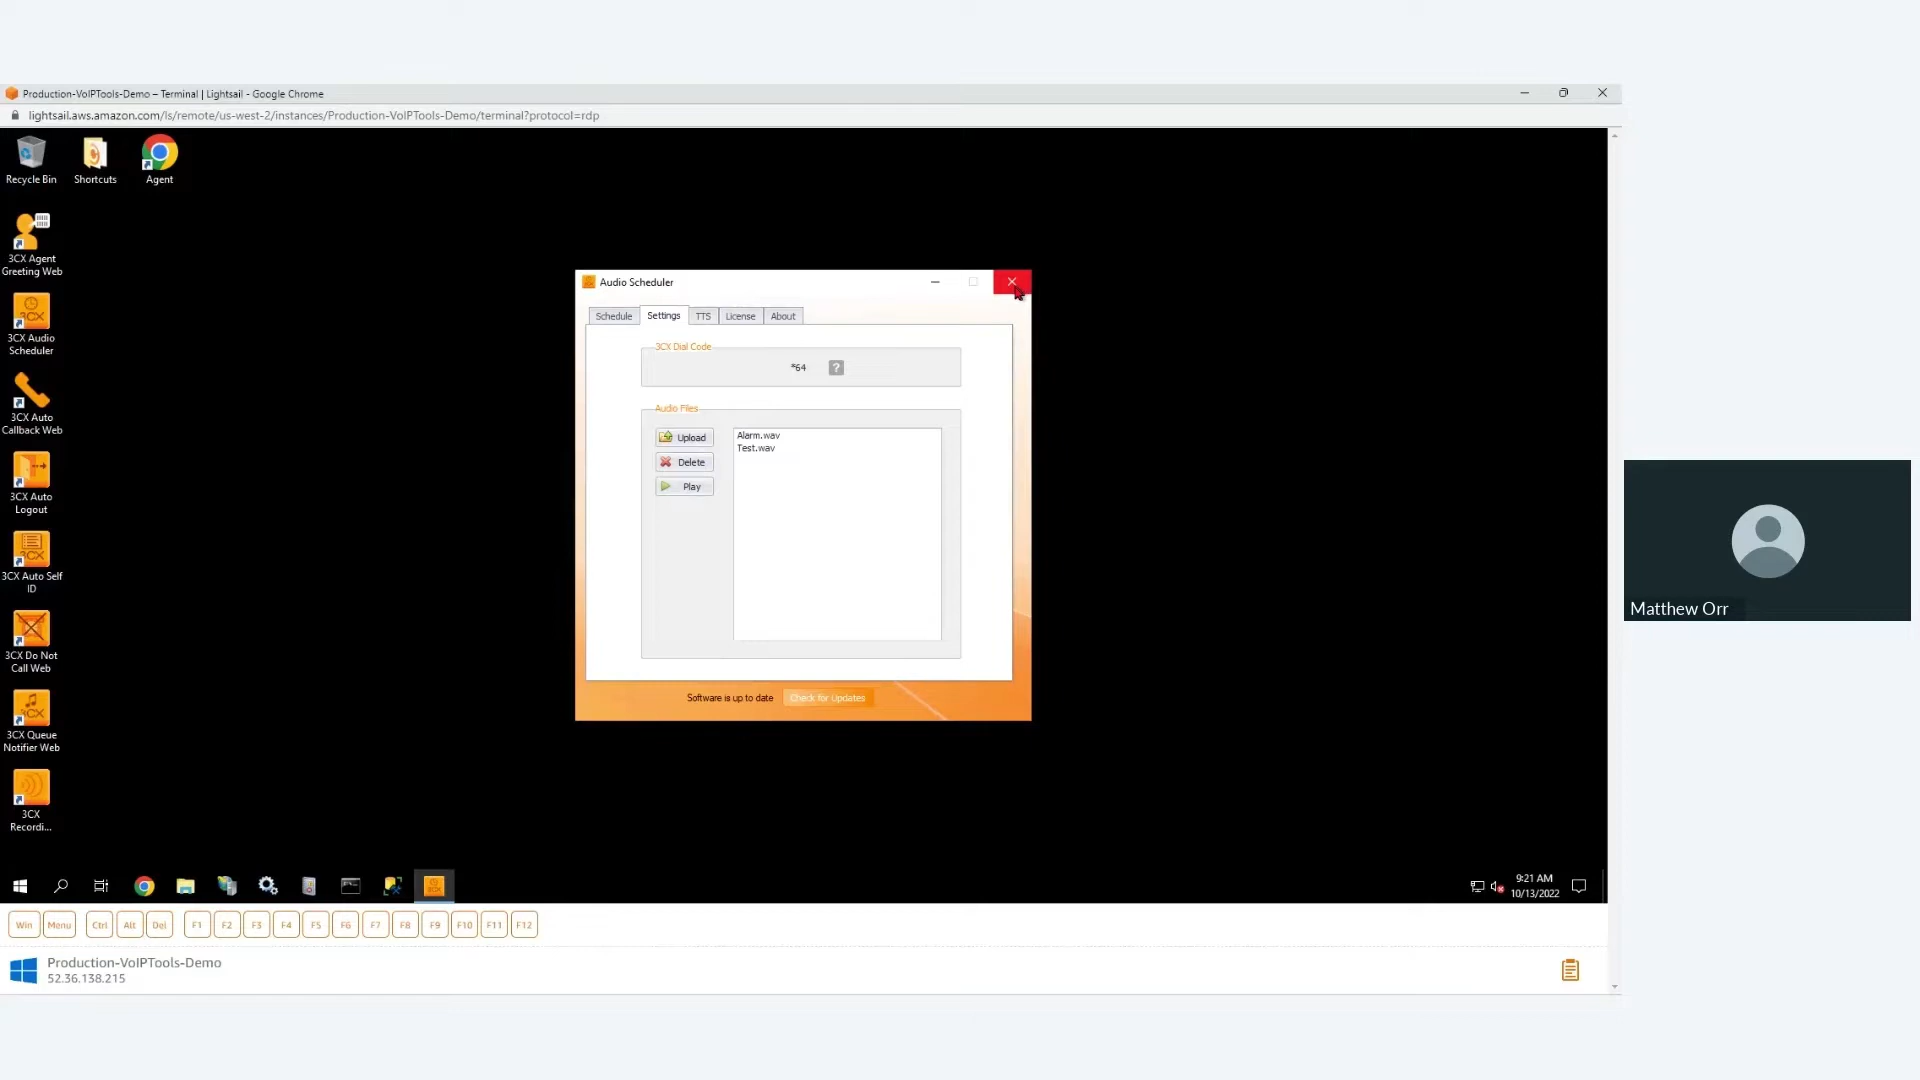 Production-VoIPTools-Demo – Terminal | Lightsail - Google Chrome
lightsail.aws.amazon.com/ls/remote/us-west-2/instances/Production-VoIPTools-Demo/terminal?protocol=rdp
Recycle Bin
Shortcuts
Agent
3CX Agent
Greeting Web
3CX
3CX Audio
Scheduler
3CX Auto
Callback Web
3CX Auto
Logout
3CX
3CX Auto Self
ID
3CX Do Not
Call Web
3CX
3CX Queue
Notifier Web
3CX
Recordi...
Audio Scheduler
Schedule
Settings
TTS
License
About
3CX Dial Code
*64
?
Audio Files
Upload
Delete
Play
Alarm.wav
Test.wav
Software is up to date
Check for Updates
Matthew Orr
9:21 AM
10/13/2022
Win
Menu
Ctrl
Alt
Del
F1
F2
F3
F4
F5
F6
F7
F8
F9
F10
F11
F12
Production-VoIPTools-Demo
52.36.138.215